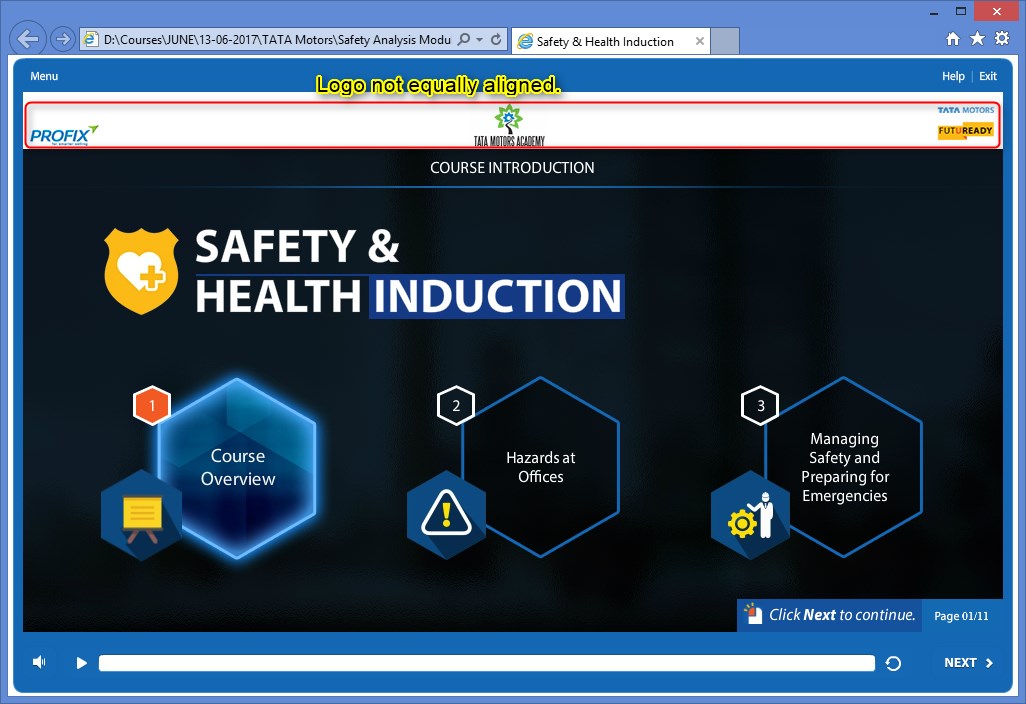 D:\Courses\JUNE\13-06-2017\TATA Motors\Safety Analysis Modu
Safety & Health Induction
Menu
Logo not equally aligned.
Help | Exit
PROFIX
TATA MOTORS ACADEMY
TATA MOTORS
FUTUREADY
COURSE INTRODUCTION
SAFETY &
HEALTH INDUCTION
1
Course
Overview
2
Hazards at
Offices
3
Managing
Safety and
Preparing for
Emergencies
Click Next to continue.
Page 01/11
NEXT